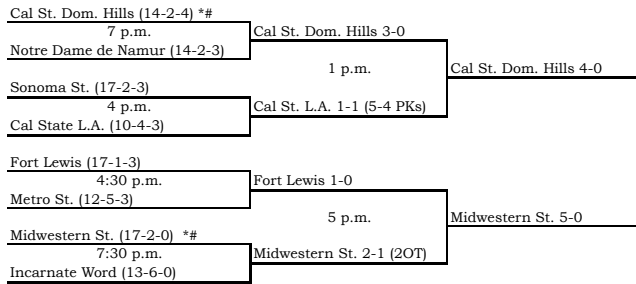 Cal St. Dom. Hills (14-2-4) *#
7 p.m.
Notre Dame de Namur (14-2-3)
Cal St. Dom. Hills 3-0
1 p.m.
Cal St. Dom. Hills 4-0
Sonoma St. (17-2-3)
4 p.m.
Cal State L.A. (10-4-3)
Cal St. L.A. 1-1 (5-4 PKs)
Fort Lewis (17-1-3)
4:30 p.m.
Metro St. (12-5-3)
Fort Lewis 1-0
5 p.m.
Midwestern St. 5-0
Midwestern St. (17-2-0) *#
7:30 p.m.
Incarnate Word (13-6-0)
Midwestern St. 2-1 (2OT)